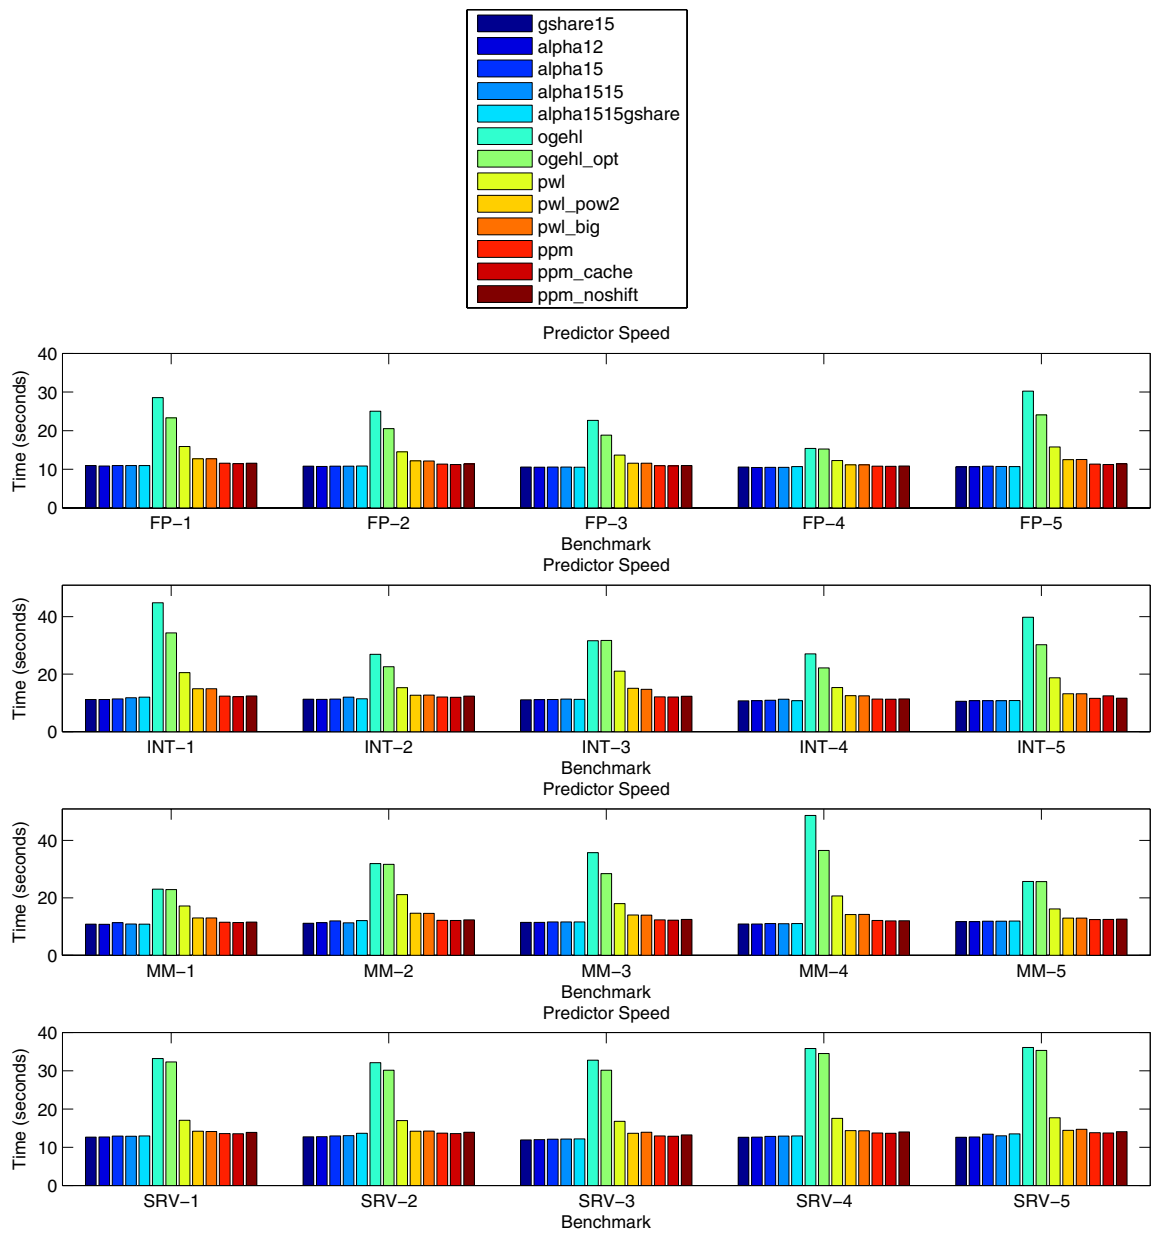 gshare15
alpha12
alpha15
alpha1515
alpha1515gshare
ogehl
ogehl_opt
pwl
pwl_pow2
pwl_big
ppm
ppm_cache
ppm_noshift
Predictor Speed
Time (seconds)
40
30
20
10
0
FP−1 FP−2 FP−3 FP−4 FP−5
Benchmark
Predictor Speed
Time (seconds)
40
20
0
INT−1 INT−2 INT−3 INT−4 INT−5
Benchmark
Predictor Speed
Time (seconds)
40
20
0
MM−1 MM−2 MM−3 MM−4 MM−5
Benchmark
Predictor Speed
Time (seconds)
40
30
20
10
0
SRV−1 SRV−2 SRV−3 SRV−4 SRV−5
Benchmark